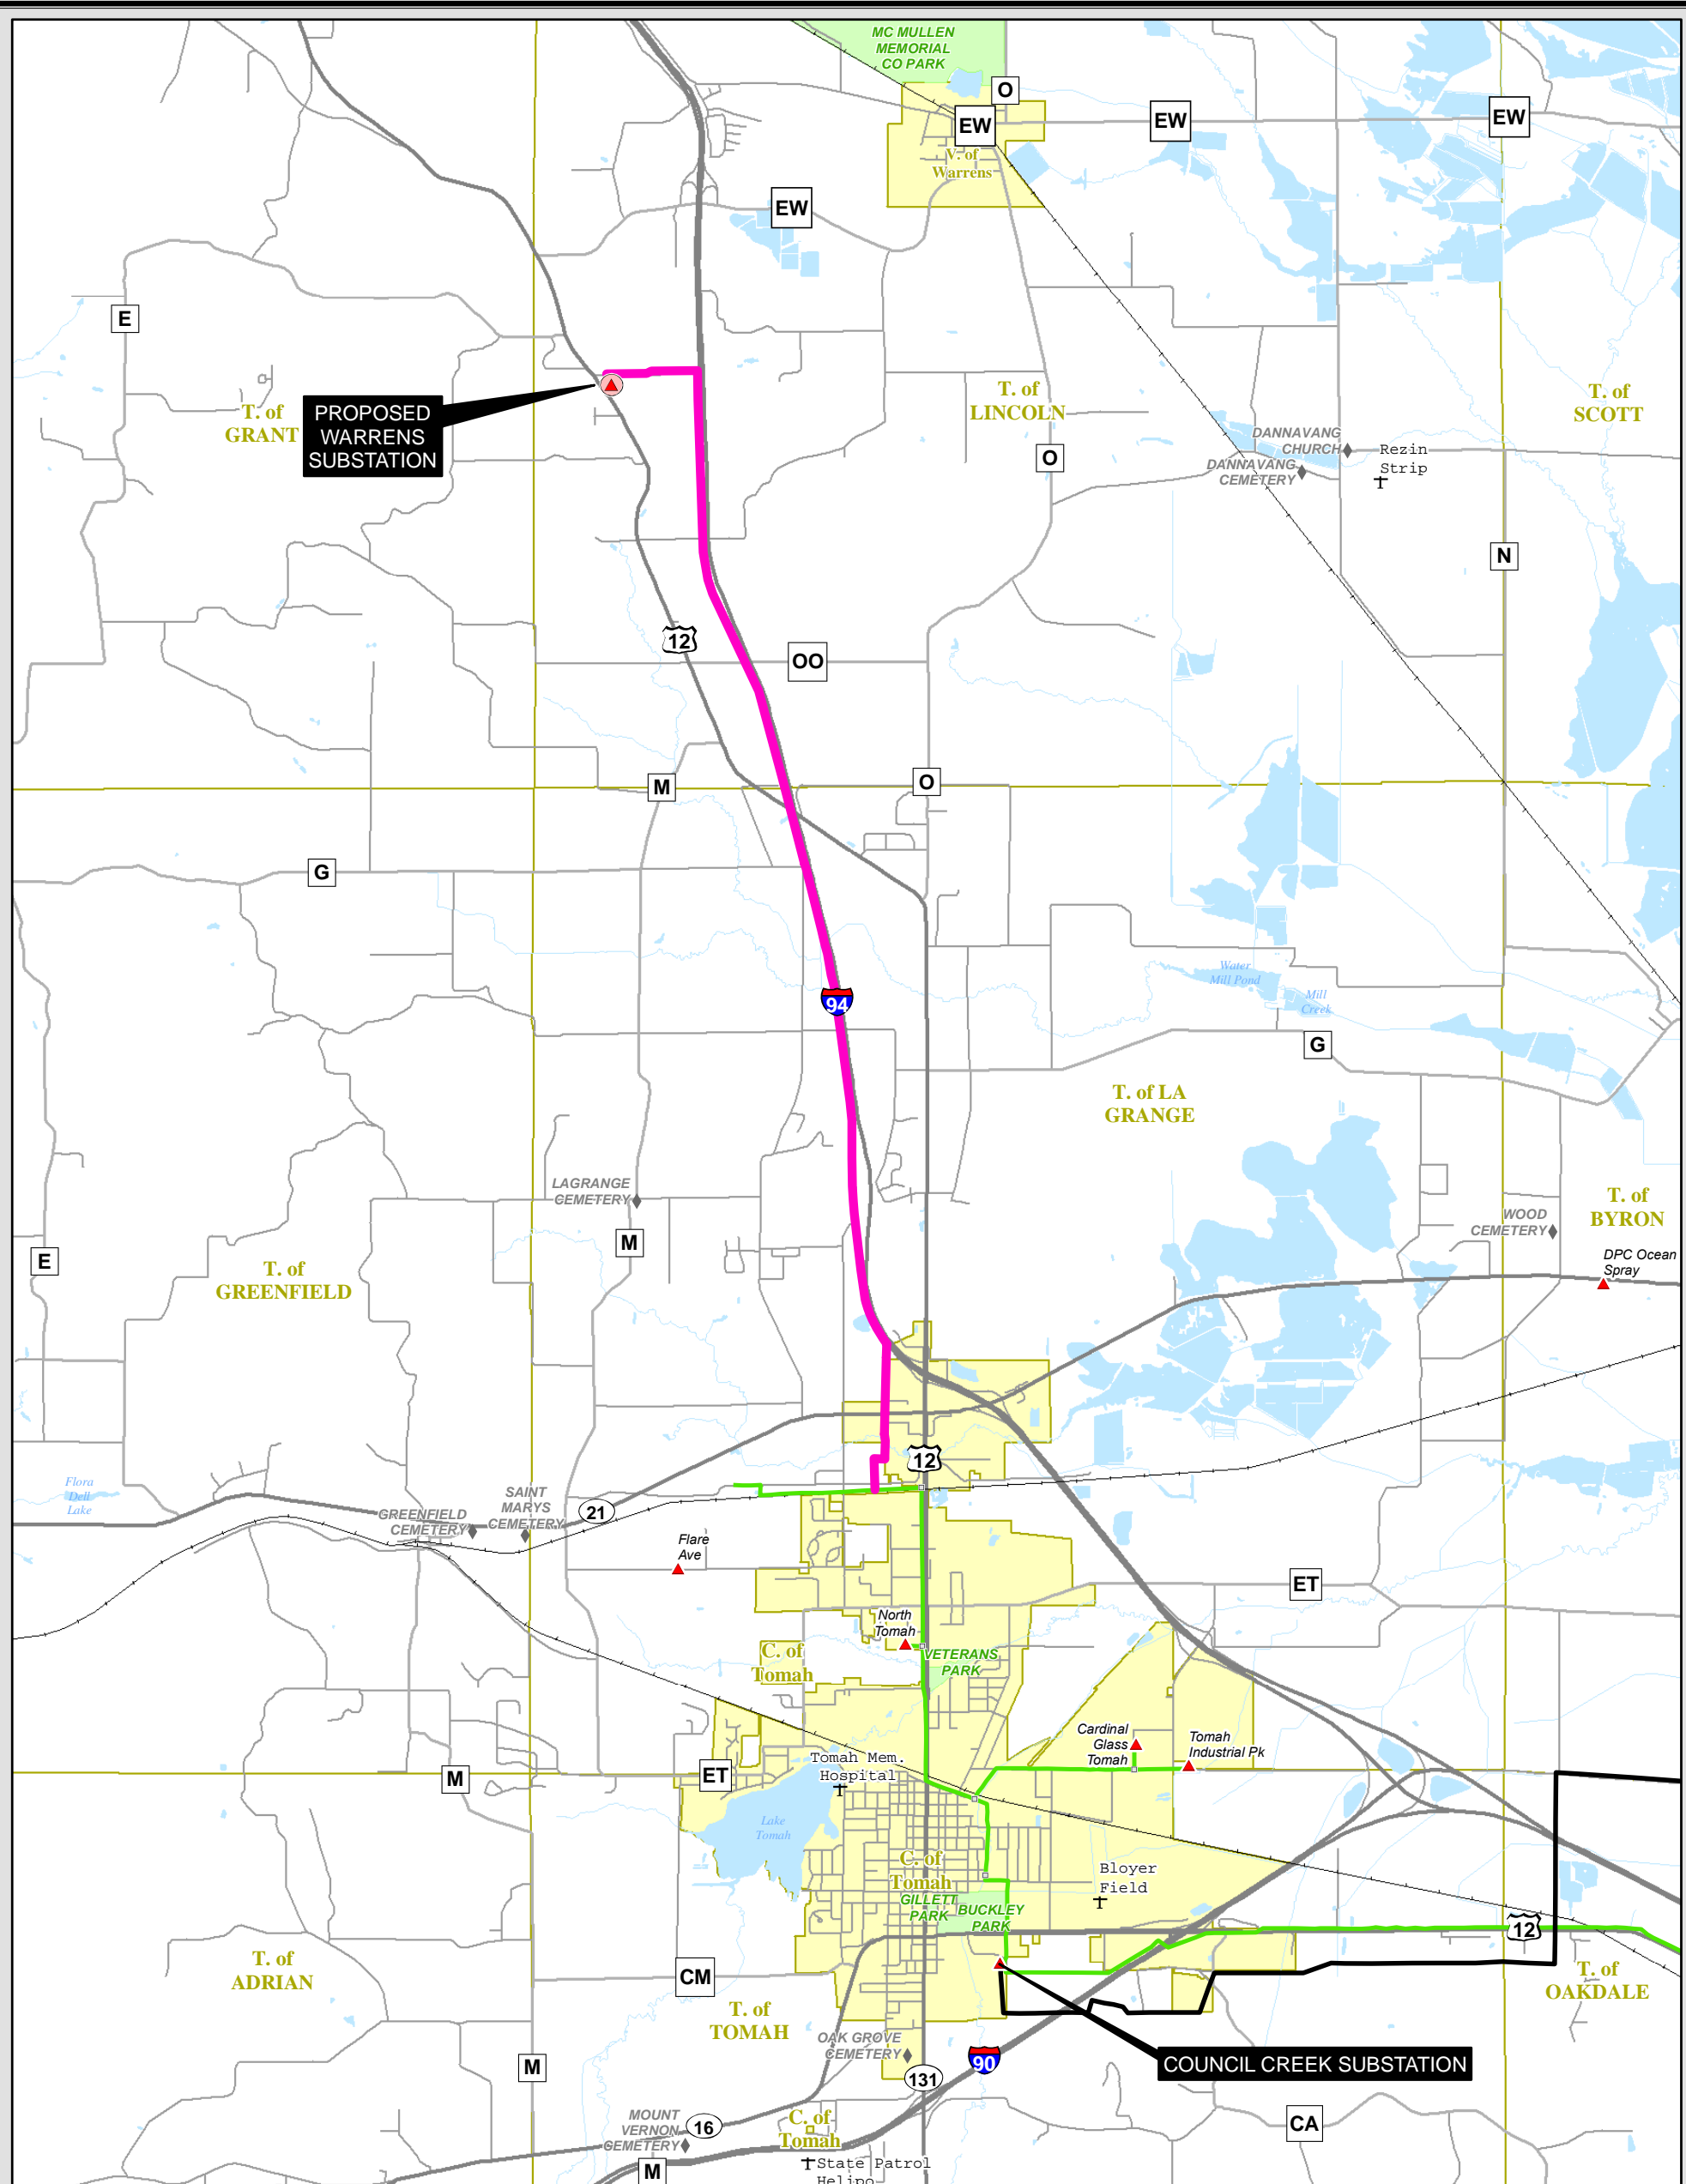 MC MULLEN
MEMORIAL
CO PARK
O
EW
EW
EW
V. of
Warrens
EW
E
T. of
GRANT
PROPOSED
WARRENS
SUBSTATION
T. of
LINCOLN
T. of
SCOTT
DANNAVANG
CHURCH
Rezin
Strip
DANNAVANG
CEMETERY
O
N
12
OO
M
O
G
94
Water
Mill Pond
Mill
Creek
G
T. of LA
GRANGE
LAGRANGE
CEMETERY
M
E
T. of
GREENFIELD
T. of
BYRON
WOOD
CEMETERY
DPC Ocean
Spray
12
Flora
Dell
Lake
SAINT
MARYS
CEMETERY
GREENFIELD
CEMETERY
21
Flare
Ave
ET
North
Tomah
VETERANS
PARK
C. of
Tomah
Cardinal
Glass
Tomah
Tomah
Industrial Pk
Tomah Mem.
Hospital
ET
M
Lake
Tomah
C. of
Tomah
Bloyer
Field
GILLETT
PARK
BUCKLEY
PARK
12
T. of
ADRIAN
CM
T. of
OAKDALE
T. of
TOMAH
OAK GROVE
CEMETERY
90
COUNCIL CREEK SUBSTATION
M
131
MOUNT
VERNON
CEMETERY
16
C. of
Tomah
CA
M
State Patrol
Helipo